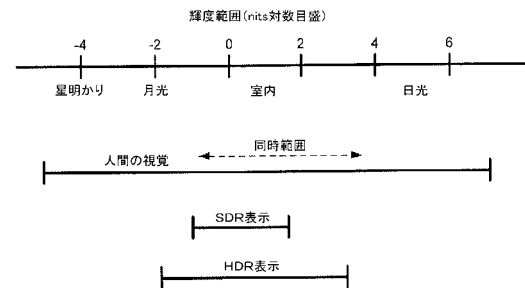 輝度範囲(nits対数目盛)
-4 -2 0 2 4 6
星明かり 月光 室内 日光
同時範囲
人間の視覚
SDR表示
HDR表示